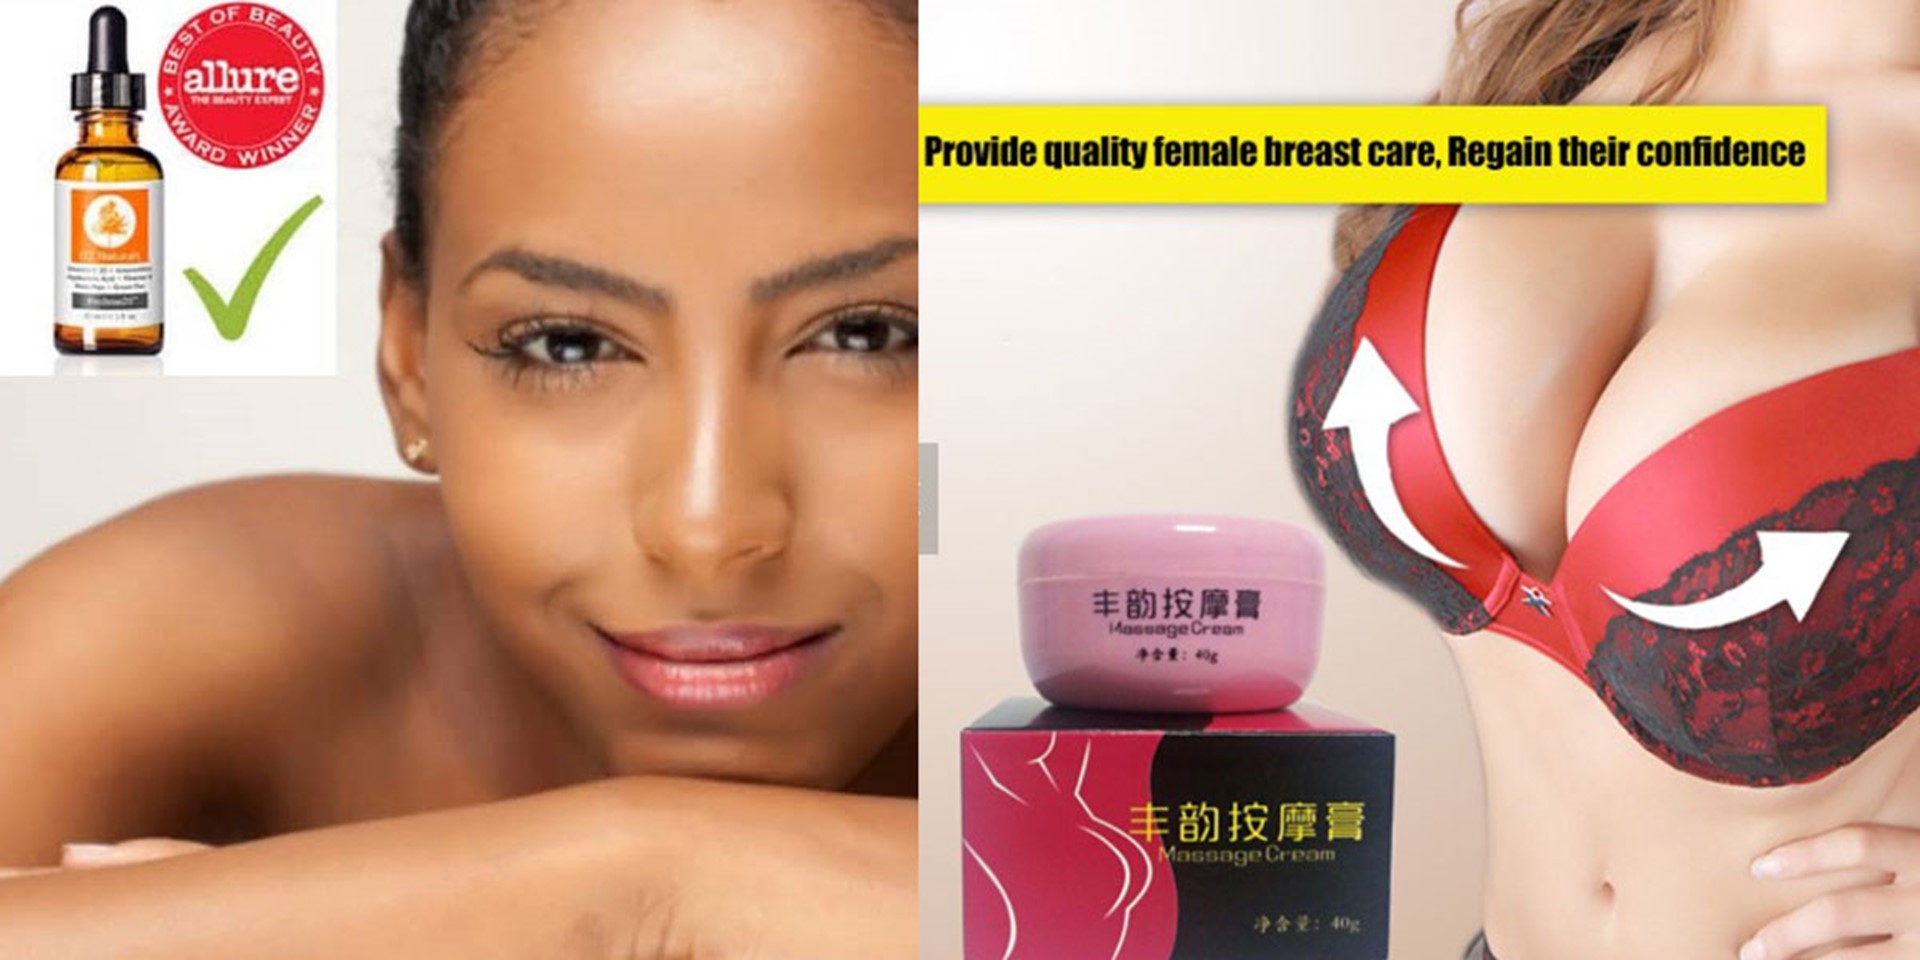 BEST OF BEAUTY
allure
THE BEAUTY EXPERT
AWARD WINNER
Provide quality female breast care, Regain their confidence
丰韵按摩膏
Massage Cream
净含量：40g
丰韵按摩膏
Massage Cream
净含量：40g